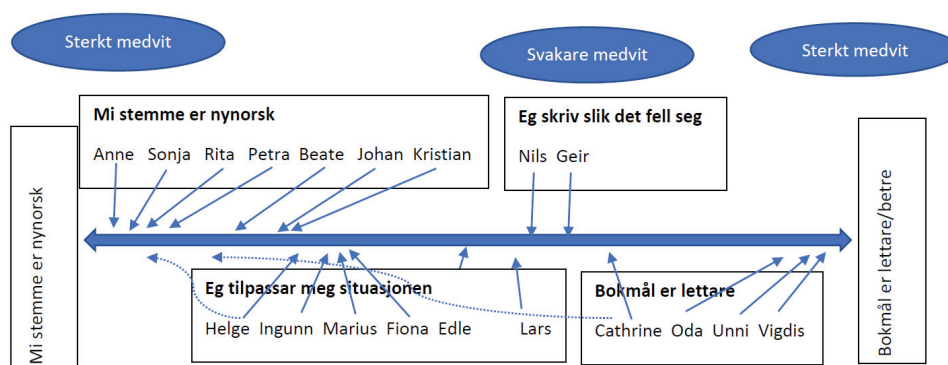 Sterkt medvit
Svakare medvit
Sterkt medvit
Mi stemme er nynorsk
Mi stemme er nynorsk
Anne Sonja Rita Petra Beate Johan Kristian
Eg skriv slik det fell seg
Nils Geir
Eg tilpassar meg situasjonen
Helge Ingunn Marius Fiona Edle Lars
Bokmål er lettare
Cathrine Oda Unni Vigdis
Bokmål er lettare/betre